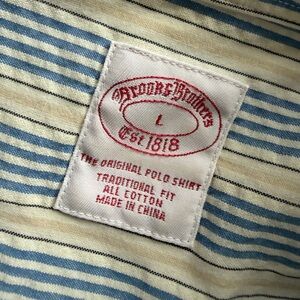 Brooks Brothers
L
Est 1818
THE ORIGINAL POLO SHIRT
TRADITIONAL FIT
ALL COTTON
MADE IN CHINA